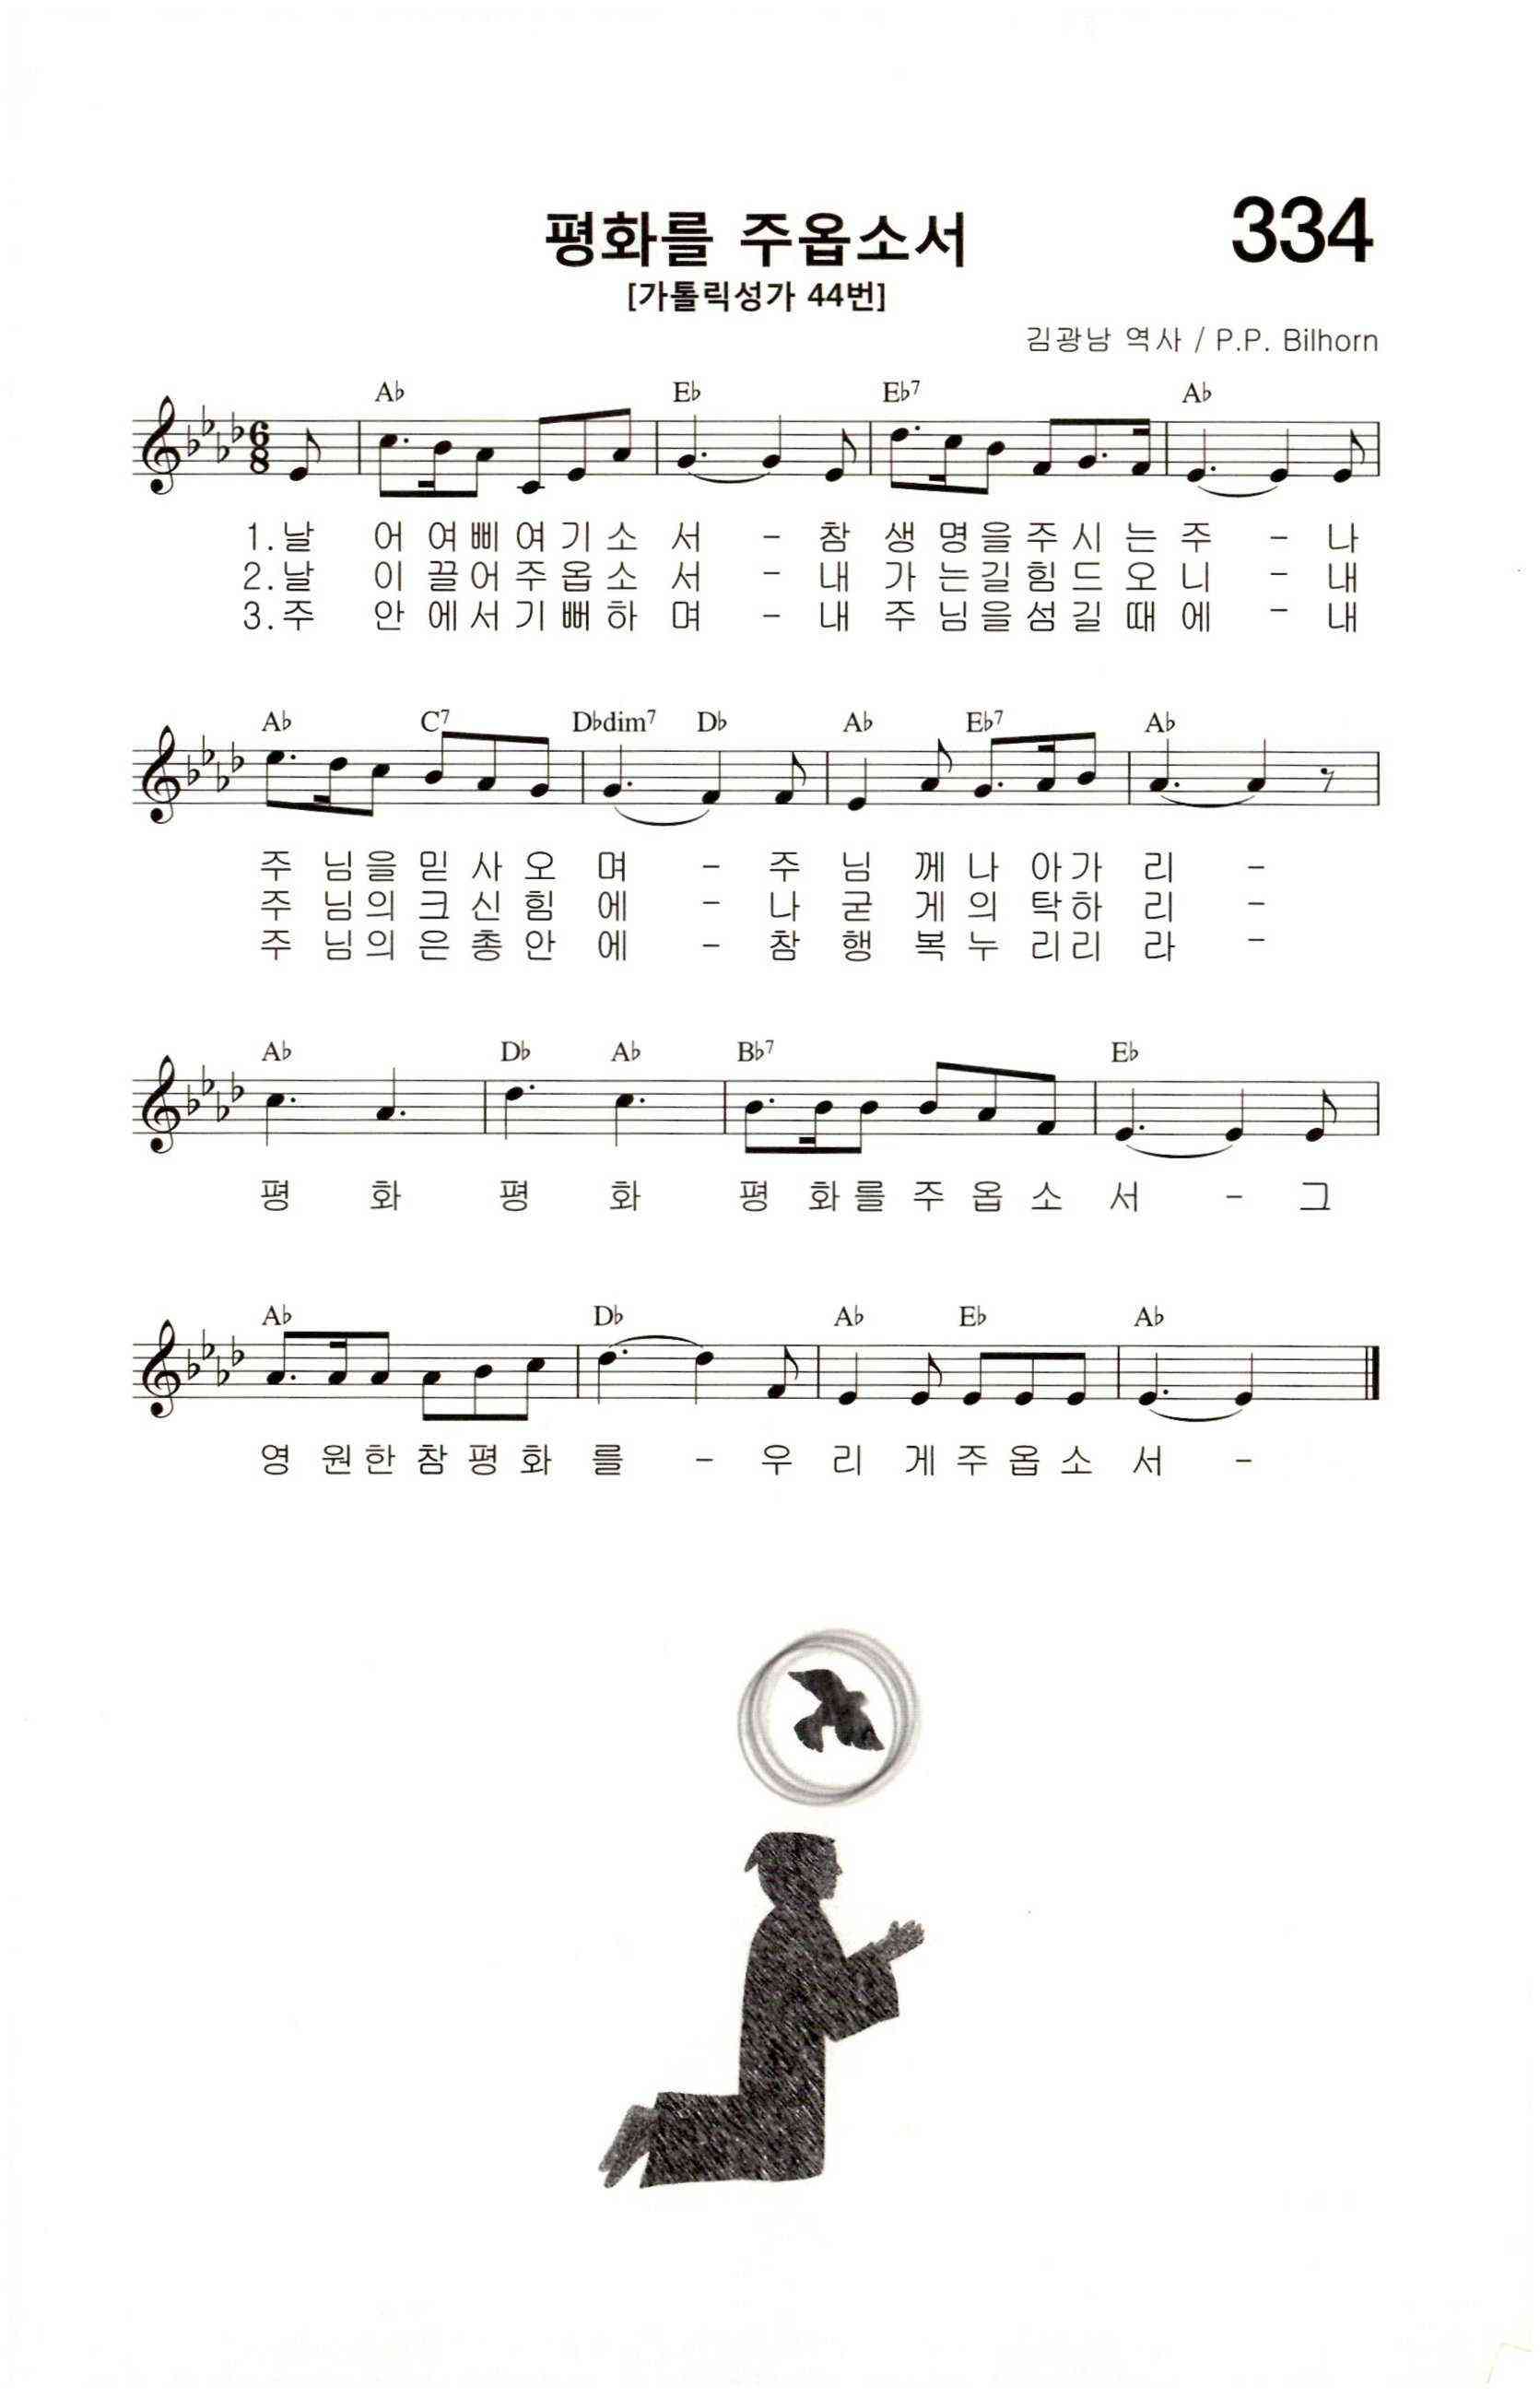 334
평화를 주옵소서
[가톨릭성가 44번]
김광남 역사 / P.P. Bilhorn
A♭ E♭ E♭7 A♭
6
8
1.날 어 여 삐 여 기 소 서 - 참 생 명 을 주 시 는 주 - 나
2.날 이 끌 어 주 옵 소 서 - 내 가 는 길 힘 드 오 니 - 내
3.주 안 에 서 기 뻐 하 며 - 내 주 님 을 섬 길 때 에 - 내
A♭ C7 D♭dim7 D♭ A♭ E♭7 A♭
주 님 을 믿 사 오 며 - 주 님 께 나 아 가 리 -
주 님 의 크 신 힘 에 - 나 굳 게 의 탁 하 리 -
주 님 의 은 총 안 에 - 참 행 복 누 리 리 라 -
A♭ D♭ A♭ B♭7 E♭
평 화 평 화 평 화 를 주 옵 소 서 - 그
A♭ D♭ A♭ E♭ A♭
영 원 한 참 평 화 를 - 우 리 게 주 옵 소 서 -